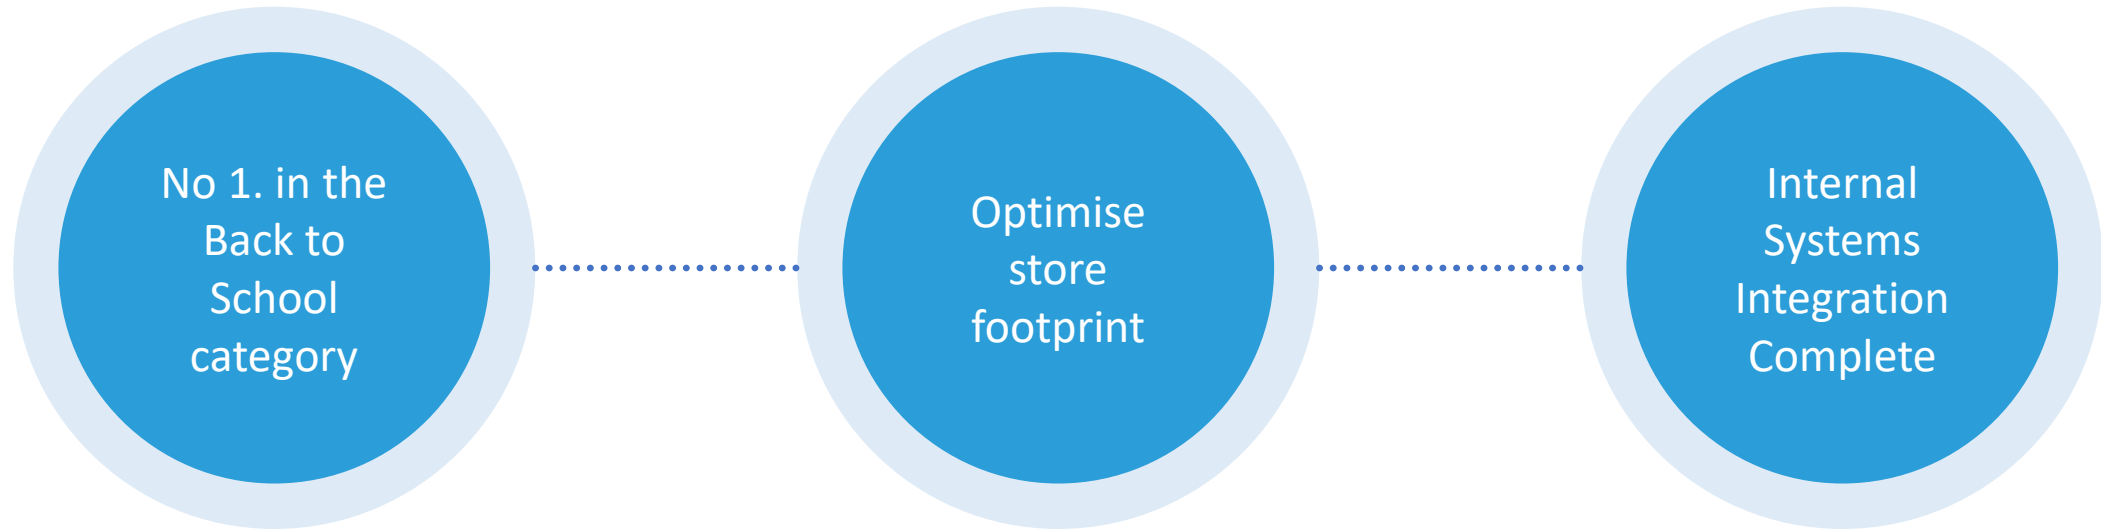 No 1. in the
Back to
School
category
Optimise
store
footprint
Internal
Systems
Integration
Complete